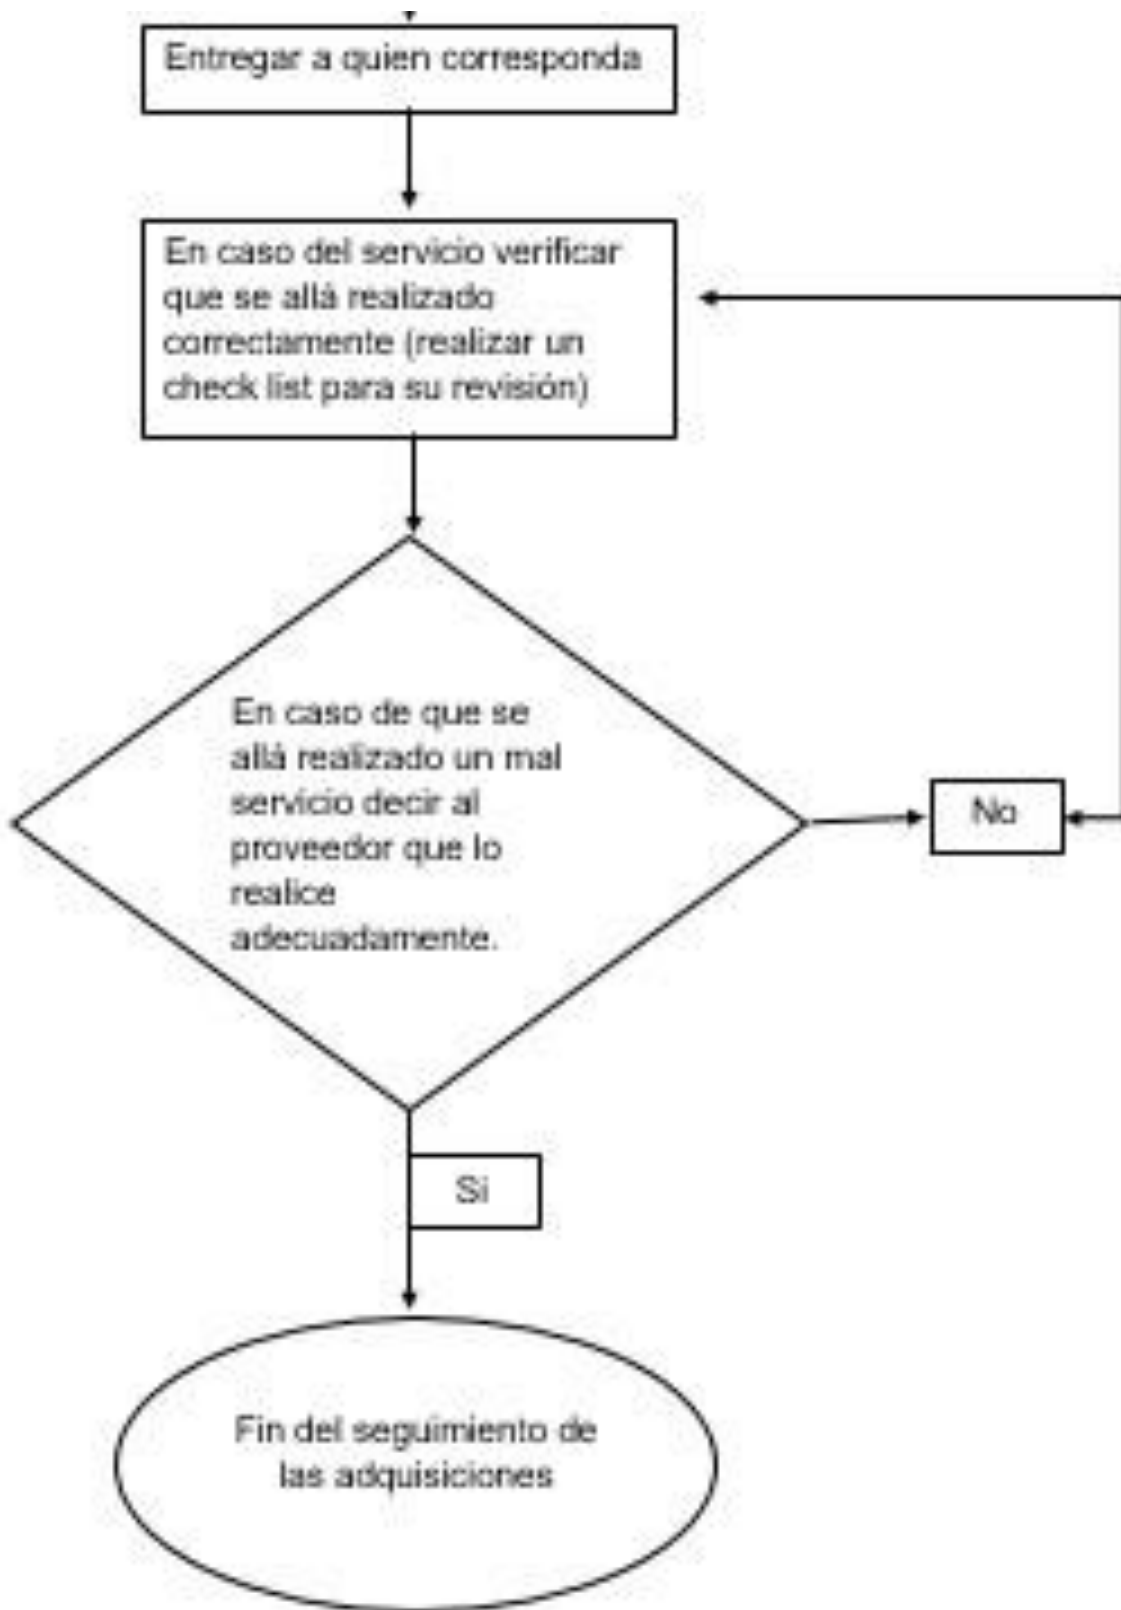 Entregar a quien corresponda
En caso del servicio verificar
que se allá realizado
correctamente (realizar un
check list para su revisión)
En caso de que se
allá realizado un mal
servicio decir al
proveedor que lo
realice
adecuadamente.
No
Si
Fin del seguimiento de
las adquisiciones